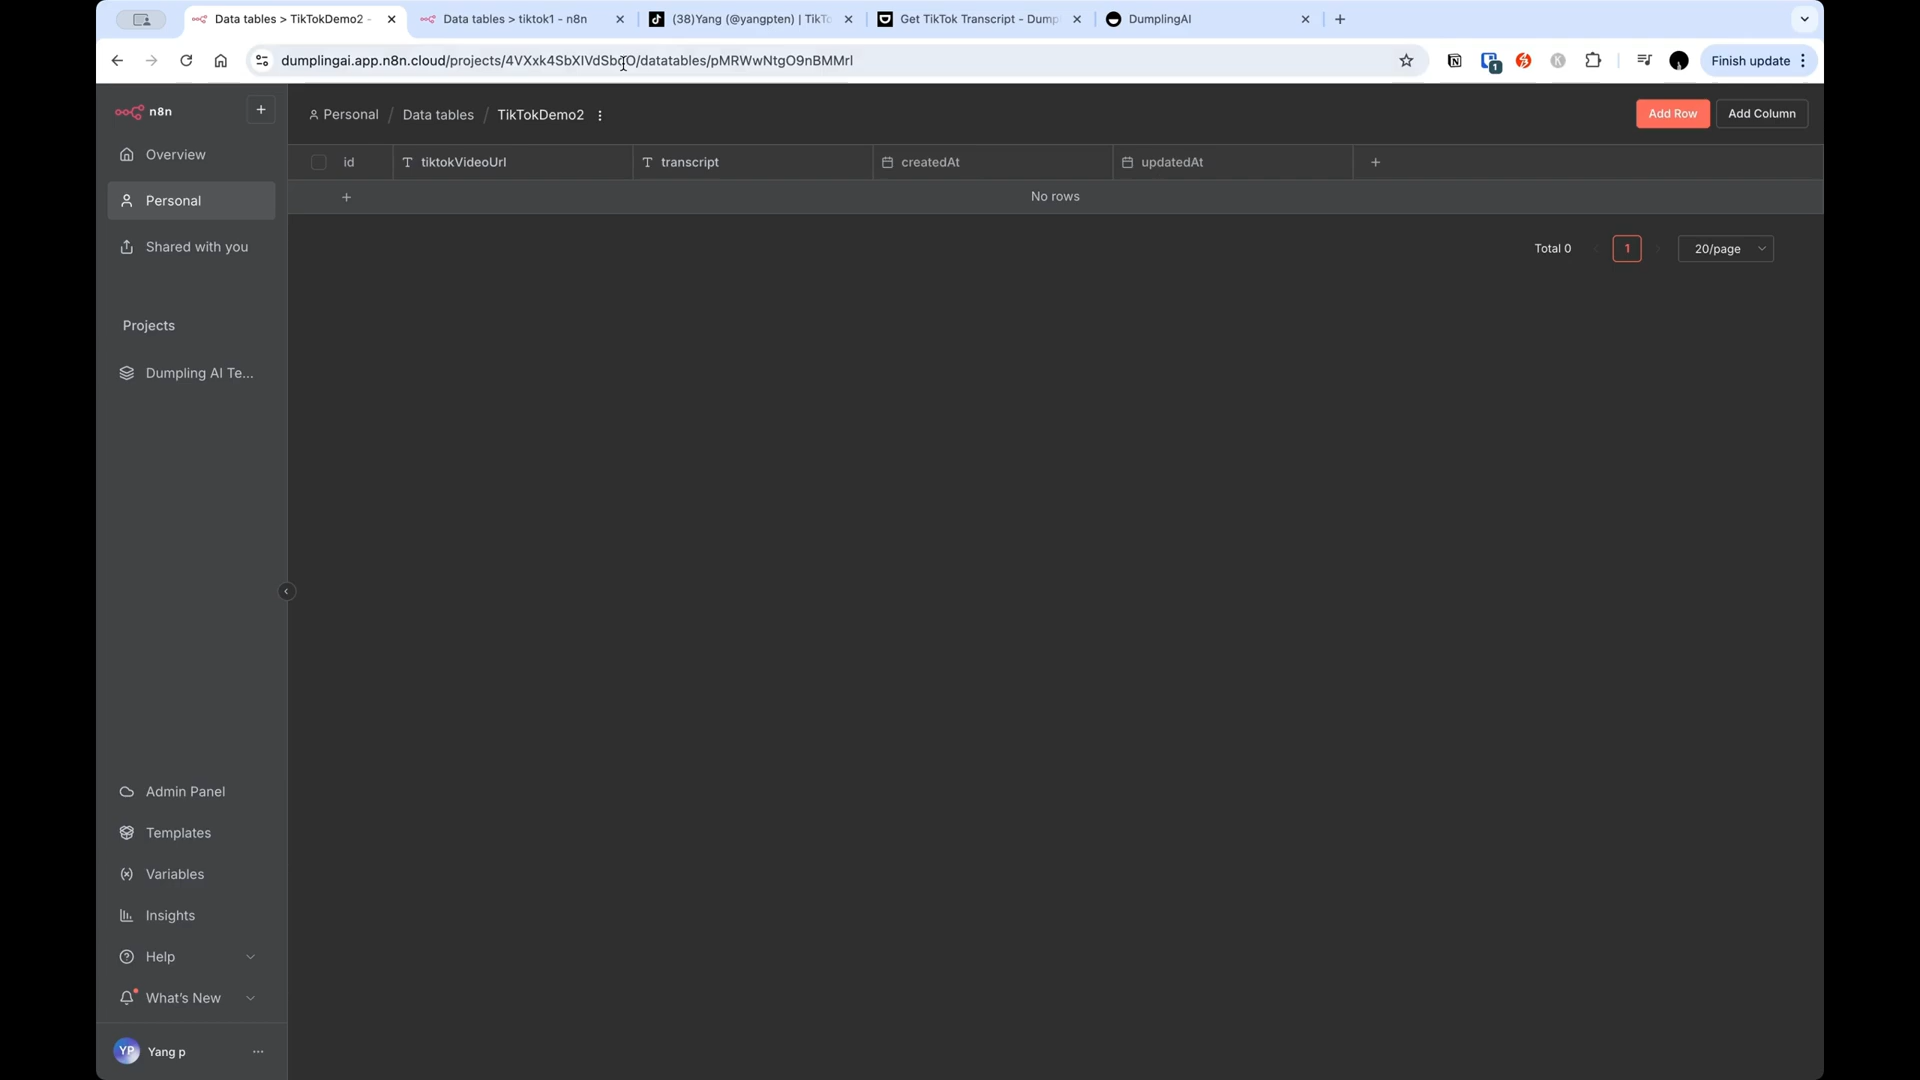 Data tables > TikTokDemo2 -
Data tables > tiktok1 - n8n
(38)Yang (@yangpten) | TikTo
Get TikTok Transcript - Dump
DumplingAI
dumplingai.app.n8n.cloud/projects/4VXxk4SbXIVdSbcO/datatables/pMRWwNtgO9nBMMrl
1
Finish update
n8n
Personal / Data tables / TikTokDemo2
Add Row
Add Column
Overview
Personal
Shared with you
Projects
Dumpling AI Te...
id
tiktokVideoUrl
transcript
createdAt
updatedAt
No rows
Total 0
1
20/page
Admin Panel
Templates
Variables
Insights
Help
What's New
YP
Yang p